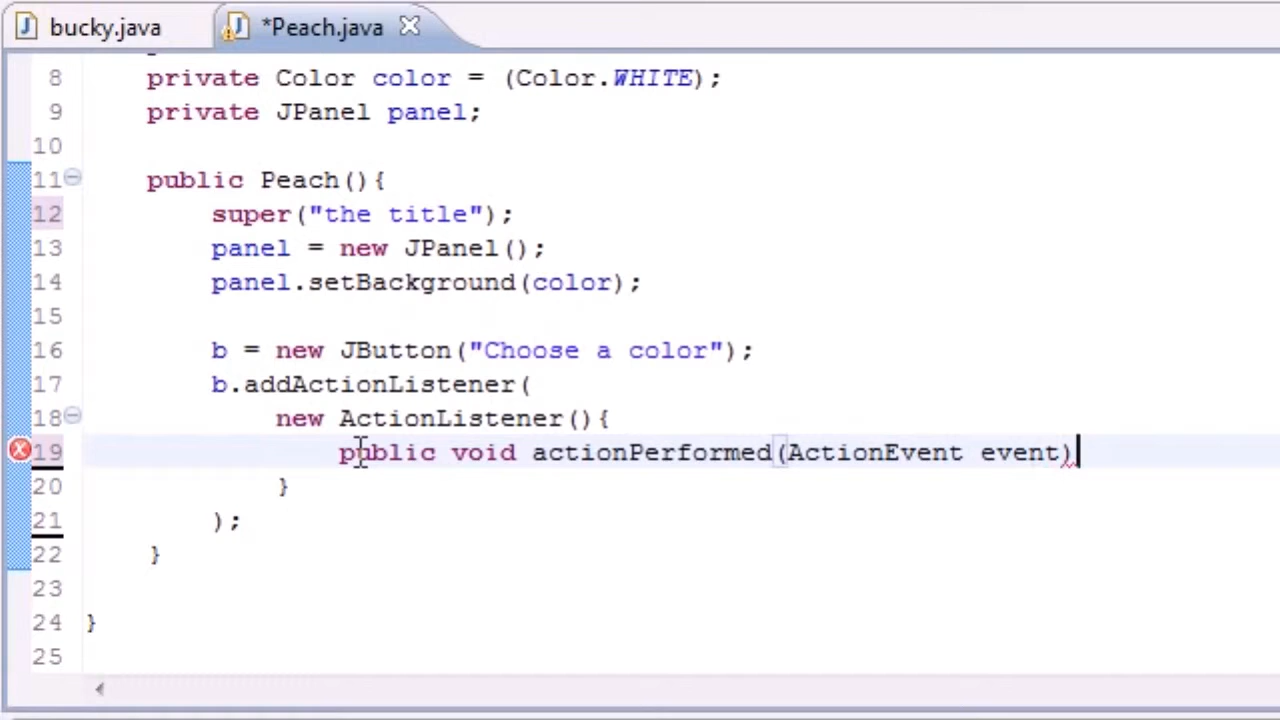 bucky.java *Peach.java
8 private Color color = (Color.WHITE);
9 private JPanel panel;
10
11 public Peach(){
12 super("the title");
13 panel = new JPanel();
14 panel.setBackground(color);
15
16 b = new JButton("Choose a color");
17 b.addActionListener(
18 new ActionListener(){
19 public void actionPerformed(ActionEvent event)
20 }
21 );
22 }
23
24 }
25